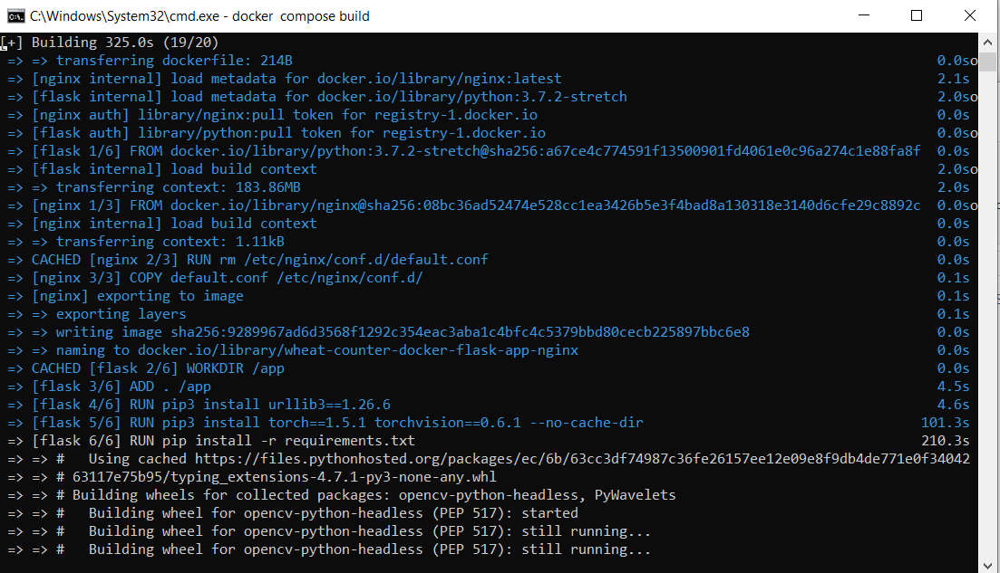 C:\Windows\System32\cmd.exe - docker compose build
[+] Building 325.0s (19/20)
=> => transferring dockerfile: 214B 0.0s
=> [nginx internal] load metadata for docker.io/library/nginx:latest 2.1s
=> [flask internal] load metadata for docker.io/library/python:3.7.2-stretch 2.0s
=> [nginx auth] library/nginx:pull token for registry-1.docker.io 0.0s
=> [flask auth] library/python:pull token for registry-1.docker.io 0.0s
=> [flask 1/6] FROM docker.io/library/python:3.7.2-stretch@sha256:a67ce4c774591f13500901fd4061e0c96a274c1e88fa8f 0.0s
=> [flask internal] load build context 2.0s
=> => transferring context: 183.86MB 2.0s
=> [nginx 1/3] FROM docker.io/library/nginx@sha256:08bc36ad52474e528cc1ea3426b5e3f4bad8a130318e3140d6cfe29c8892c 0.0s
=> [nginx internal] load build context 0.0s
=> => transferring context: 1.11kB 0.0s
=> CACHED [nginx 2/3] RUN rm /etc/nginx/conf.d/default.conf 0.0s
=> [nginx 3/3] COPY default.conf /etc/nginx/conf.d/ 0.1s
=> [nginx] exporting to image 0.1s
=> => exporting layers 0.1s
=> => writing image sha256:9289967ad6d3568f1292c354eac3aba1c4bfc4c5379bbd80cecb225897bbc6e8 0.0s
=> => naming to docker.io/library/wheat-counter-docker-flask-app-nginx 0.0s
=> CACHED [flask 2/6] WORKDIR /app 0.0s
=> [flask 3/6] ADD . /app 4.5s
=> [flask 4/6] RUN pip3 install urllib3==1.26.6 4.6s
=> [flask 5/6] RUN pip3 install torch==1.5.1 torchvision==0.6.1 --no-cache-dir 101.3s
=> [flask 6/6] RUN pip install -r requirements.txt 210.3s
=> => #   Using cached https://files.pythonhosted.org/packages/ec/6b/63cc3df74987c36fe26157ee12e09e8f9db4de771e0f34042
=> => # 63117e75b95/typing_extensions-4.7.1-py3-none-any.whl
=> => # Building wheels for collected packages: opencv-python-headless, PyWavelets
=> => #   Building wheel for opencv-python-headless (PEP 517): started
=> => #   Building wheel for opencv-python-headless (PEP 517): still running...
=> => #   Building wheel for opencv-python-headless (PEP 517): still running...